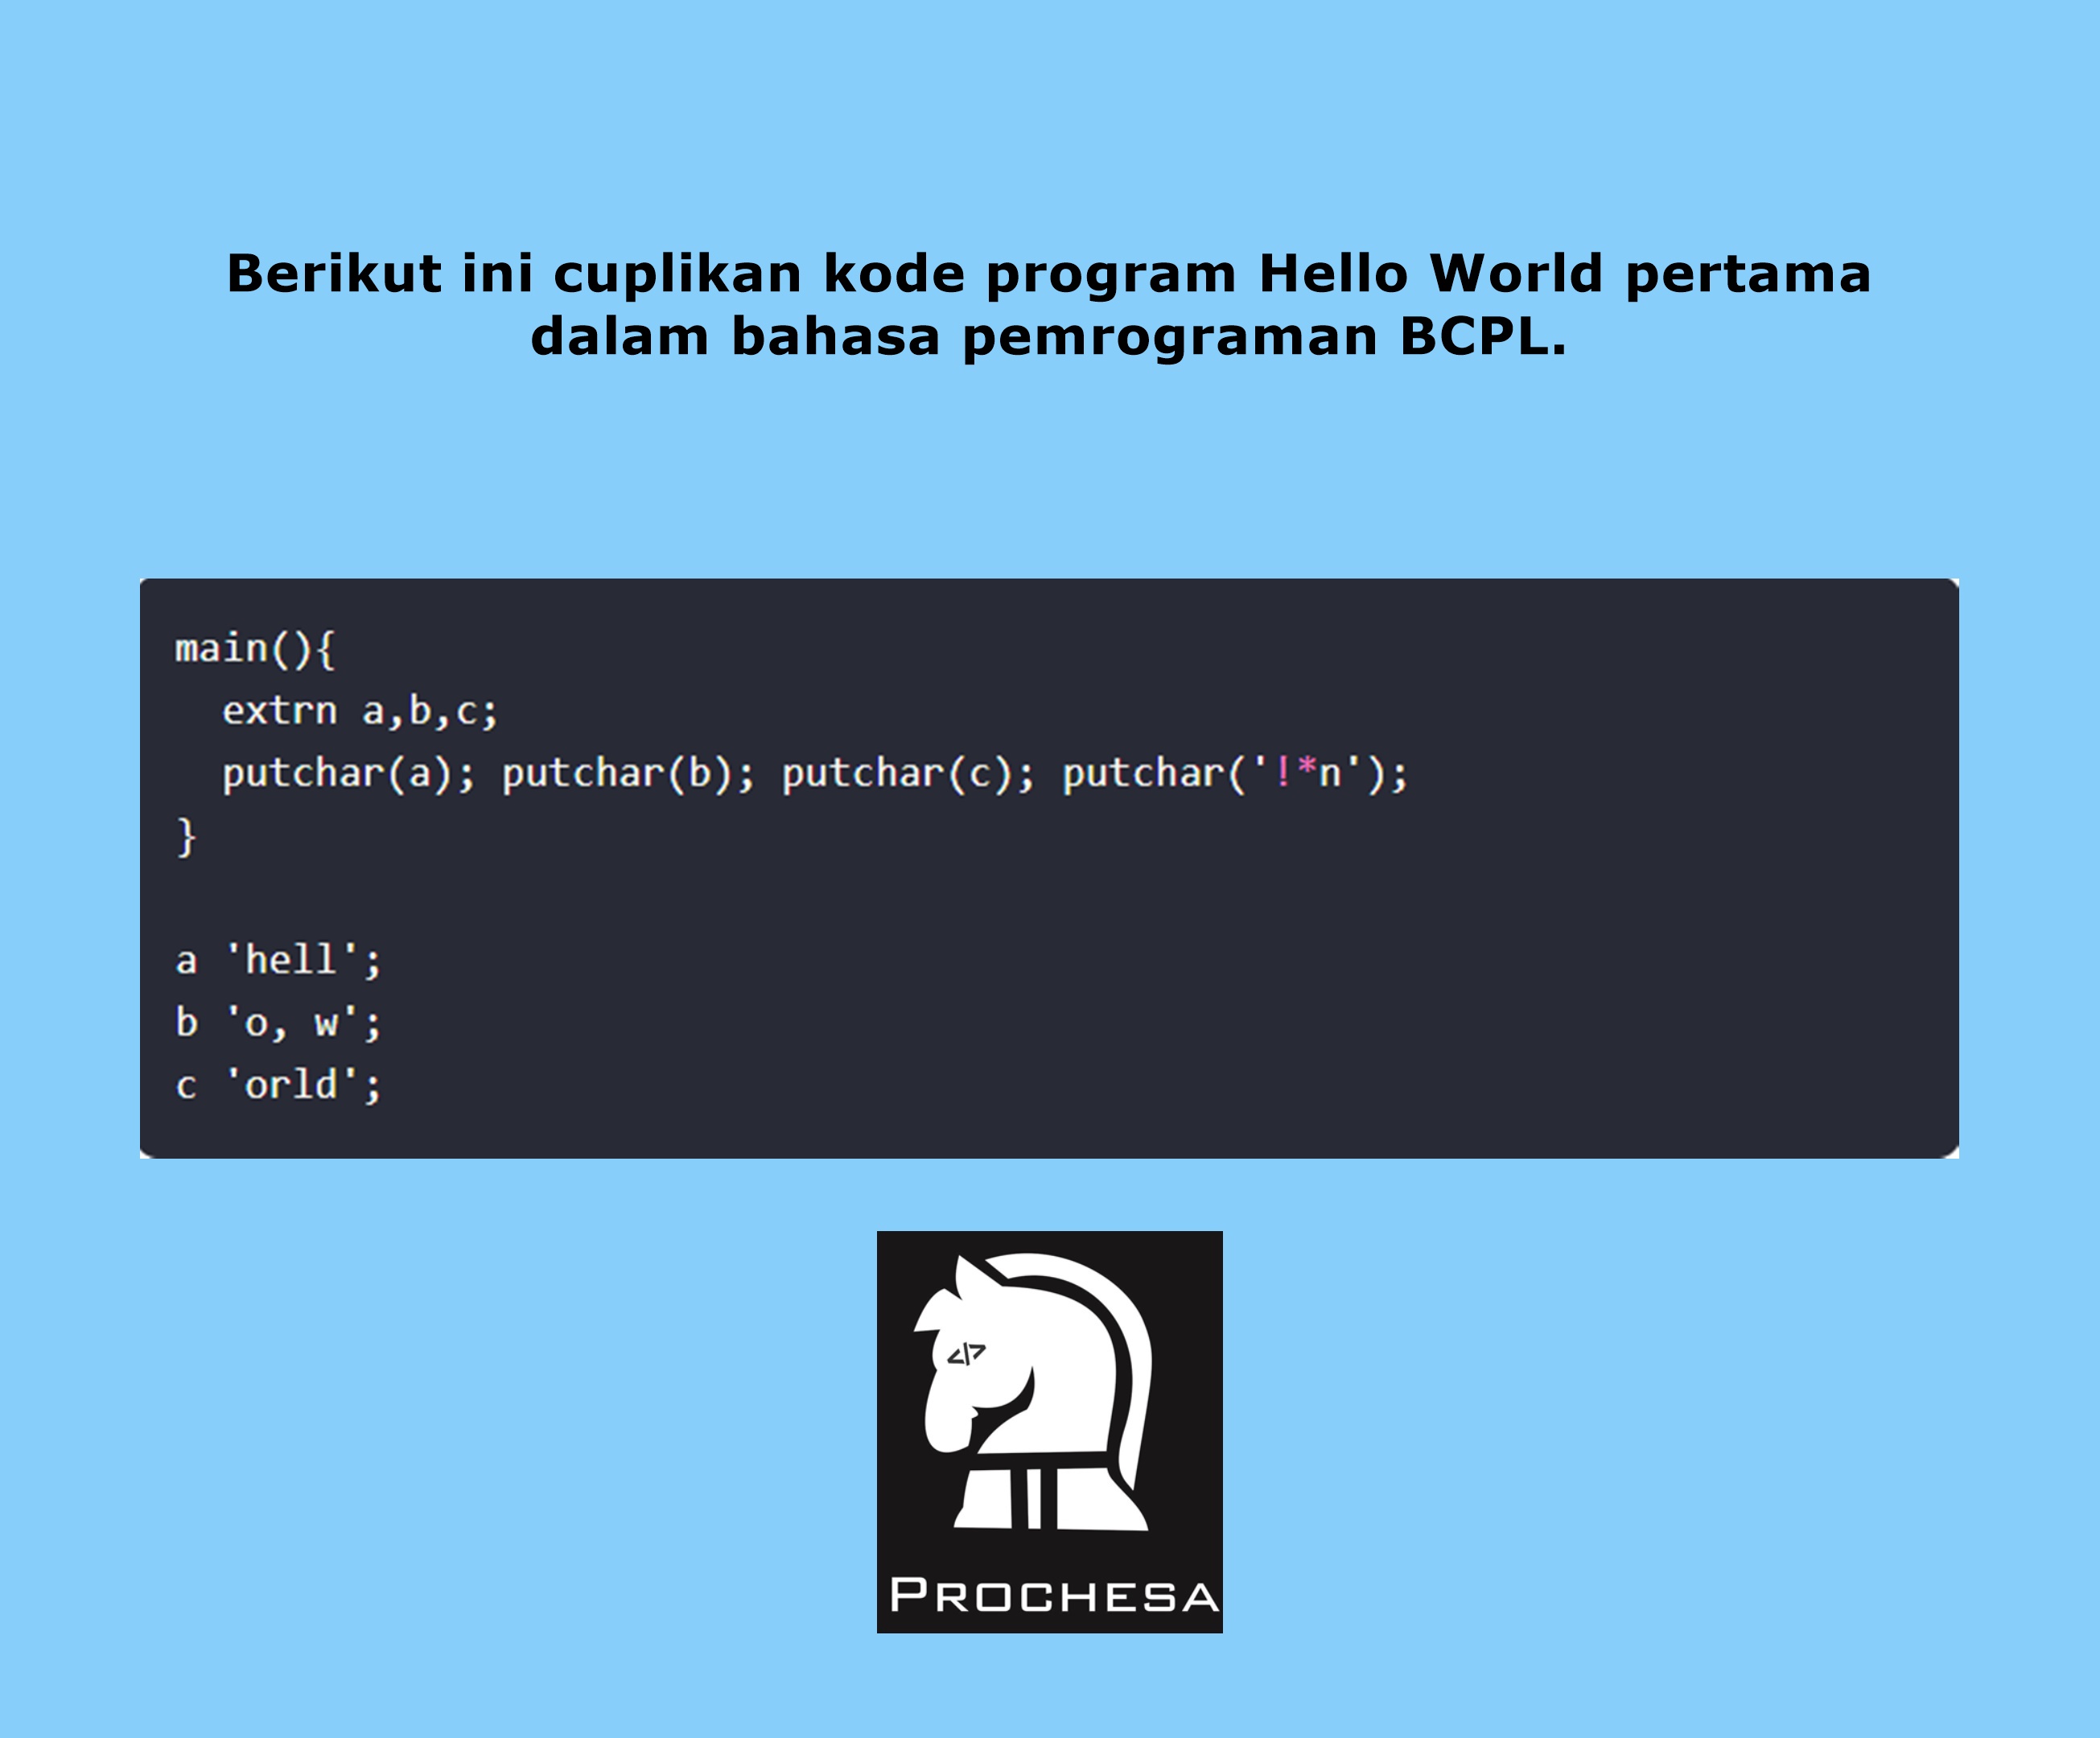 Berikut ini cuplikan kode program Hello World pertama
dalam bahasa pemrograman BCPL.
main(){
  extrn a,b,c;
  putchar(a); putchar(b); putchar(c); putchar('!*n');
}
a 'hell';
b 'o, w';
c 'orld';
</>
PROCHESA